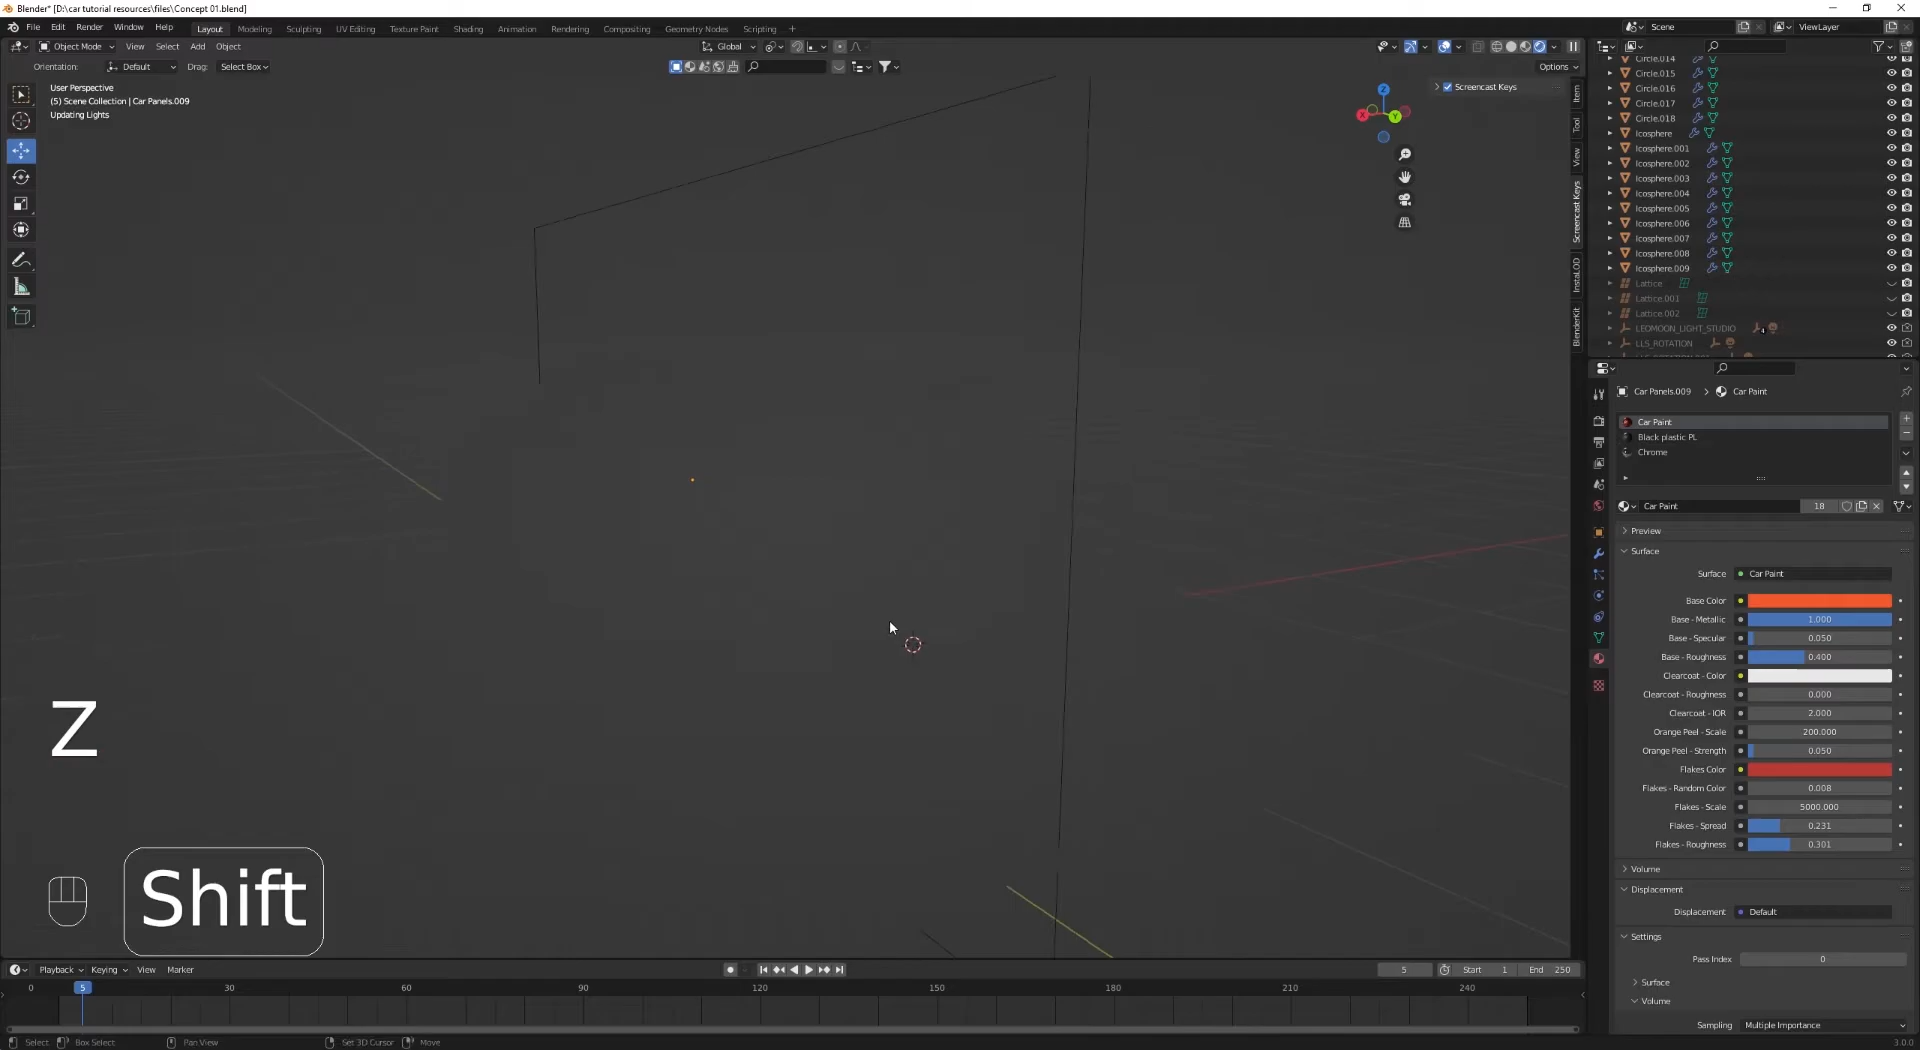 Blender* [D:\car tutorial resources\files\Concept 01.blend]
File Edit Render Window Help Layout Modeling Sculpting UV Editing Texture Paint Shading Animation Rendering Compositing Geometry Nodes Scripting + Scene ViewLayer
Object Mode View Select Add Object Global
Orientation: Default Drag: Select Box Options
User Perspective
(5) Scene Collection | Car Panels.009
Updating Lights
Screencast Keys
Z
X
Y
Item
Tool
View
Screencast Keys
InstaLOD
BlenderKit
Circle.014
Circle.015
Circle.016
Circle.017
Circle.018
Icosphere
Icosphere.001
Icosphere.002
Icosphere.003
Icosphere.004
Icosphere.005
Icosphere.006
Icosphere.007
Icosphere.008
Icosphere.009
Lattice
Lattice.001
Lattice.002
LEOMOON_LIGHT_STUDIO 4
LLS_ROTATION
Car Panels.009 > Car Paint
Car Paint
Black plastic PL
Chrome
Car Paint 18
Preview
Surface
Surface Car Paint
Base Color
Base - Metallic 1.000
Base - Specular 0.050
Base - Roughness 0.400
Clearcoat - Color
Clearcoat - Roughness 0.000
Clearcoat - IOR 2.000
Orange Peel - Scale 200.000
Orange Peel - Strength 0.050
Flakes Color
Flakes - Random Color 0.008
Flakes - Scale 5000.000
Flakes - Spread 0.231
Flakes - Roughness 0.301
Volume
Displacement
Displacement Default
Settings
Pass Index 0
Surface
Volume
Sampling Multiple Importance
Z
Shift
Playback Keying View Marker 5 Start 1 End 250
0 5 30 60 90 120 150 180 210 240
Select Box Select Pan View Set 3D Cursor Move 3.0.0